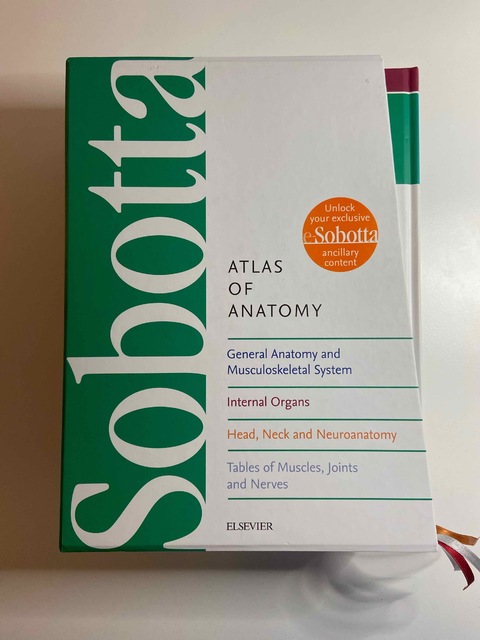 Sobotta
Unlock
your exclusive
e-Sobotta
ancillary
content
ATLAS
OF
ANATOMY
General Anatomy and
Musculoskeletal System
Internal Organs
Head, Neck and Neuroanatomy
Tables of Muscles, Joints
and Nerves
ELSEVIER